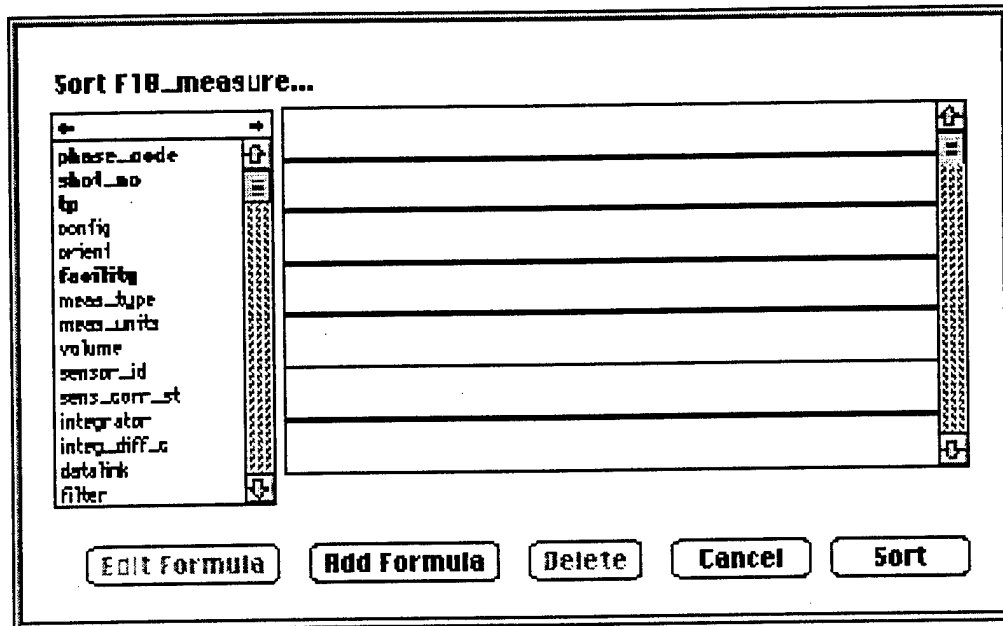 Sort F18_measure...
phase_code
shot_no
tp
config
orient
facility
meas_type
meas_units
volume
sensor_id
sens_corr_st
integrator
integ_diff_c
datalink
filter
Edit Formula Add Formula Delete Cancel Sort